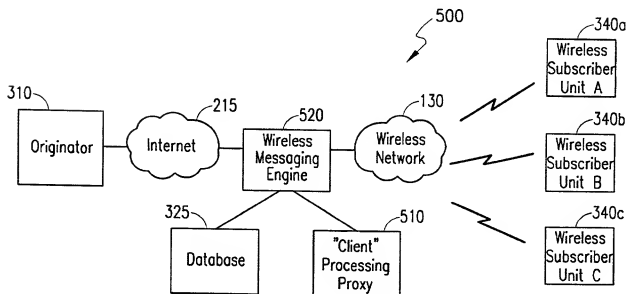 500
310
Originator
215
Internet
520
Wireless
Messaging
Engine
130
Wireless
Network
340a
Wireless
Subscriber
Unit A
340b
Wireless
Subscriber
Unit B
340c
Wireless
Subscriber
Unit C
325
Database
510
"Client"
Processing
Proxy